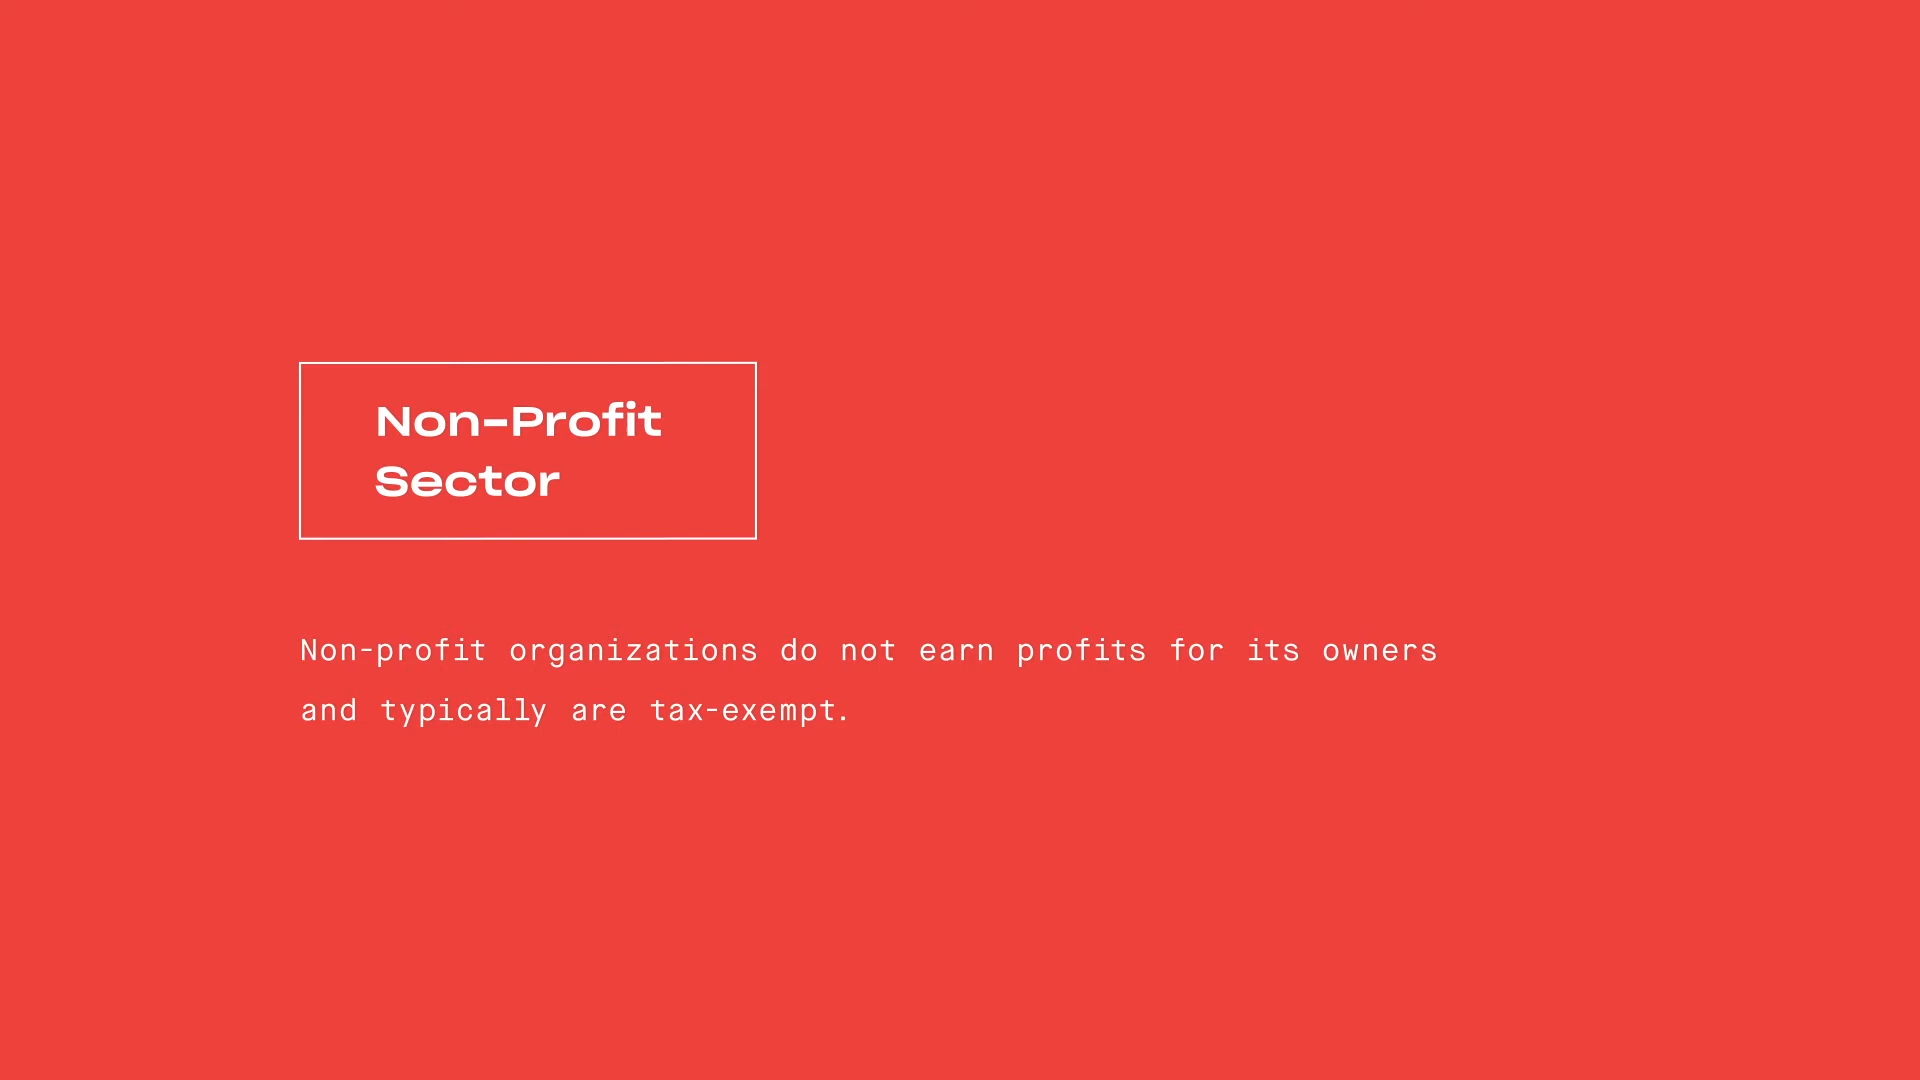 Non-Profit
Sector
Non-profit organizations do not earn profits for its owners
and typically are tax-exempt.